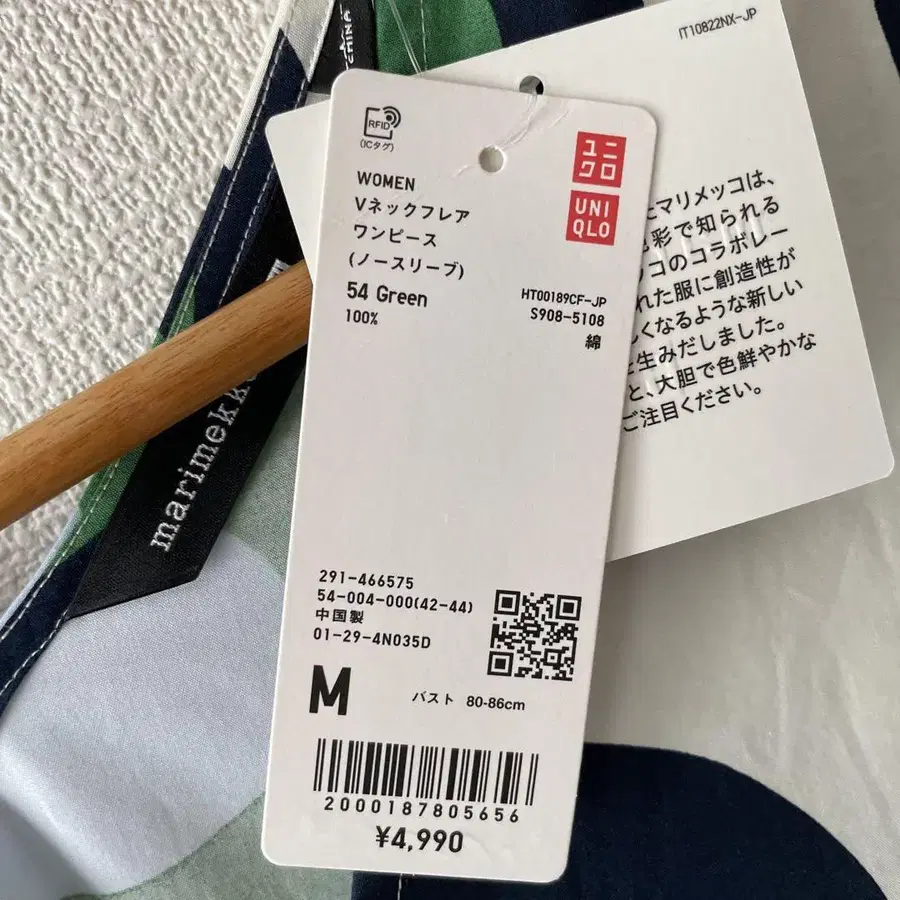 CHINA
IT10822NX-JP
RFID
(ICタグ)
ユニ
クロ
UNI
QLO
WOMEN
Vネックフレア
ワンピース
(ノースリーブ)
54 Green
100%
HT00189CF-JP
S908-5108
綿
マリメッコは、
彩で知られる
ッコのコラボレー
れた服に創造性が
くなるような新しい
生みだしました。
と、大胆で色鮮やかな
ご注目ください。
marimekk
291-466575
54-004-000(42-44)
中国製
01-29-4N035D
M
バスト 80-86cm
2000187805656
¥4,990